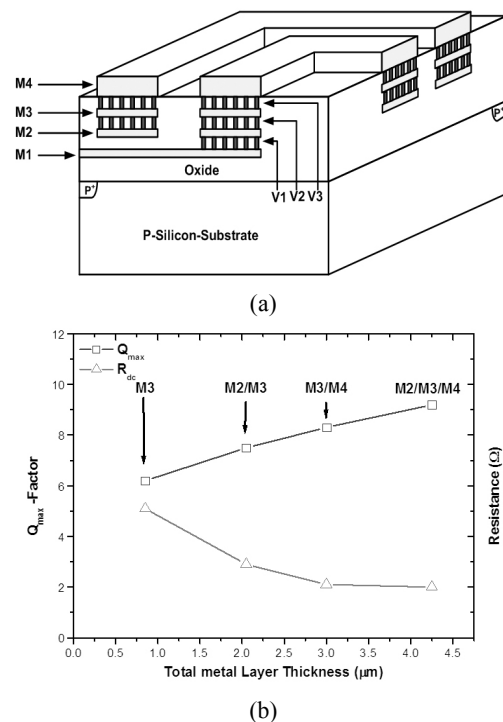 M4
M3
M2
M1
Oxide
P+
P+
V1 V2 V3
P-Silicon-Substrate
(a)
Qmax
Rdc
M3
M2/M3
M3/M4
M2/M3/M4
12
10
8
6
4
2
0
Qmax -Factor
Resistance (Ω)
0.0 0.5 1.0 1.5 2.0 2.5 3.0 3.5 4.0 4.5
Total metal Layer Thickness (μm)
(b)